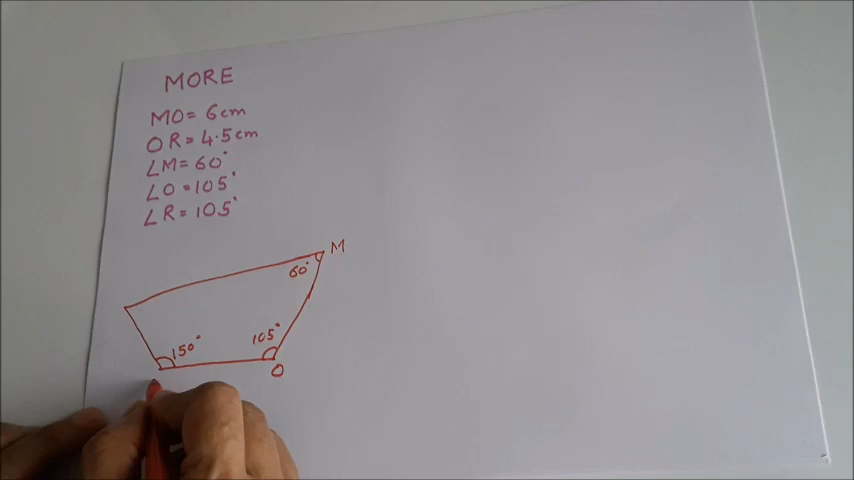 MORE
MO= 6cm
OR= 4.5cm
∠M=60°
∠O=105°
∠R=105°
M
60°
150°
105°
O